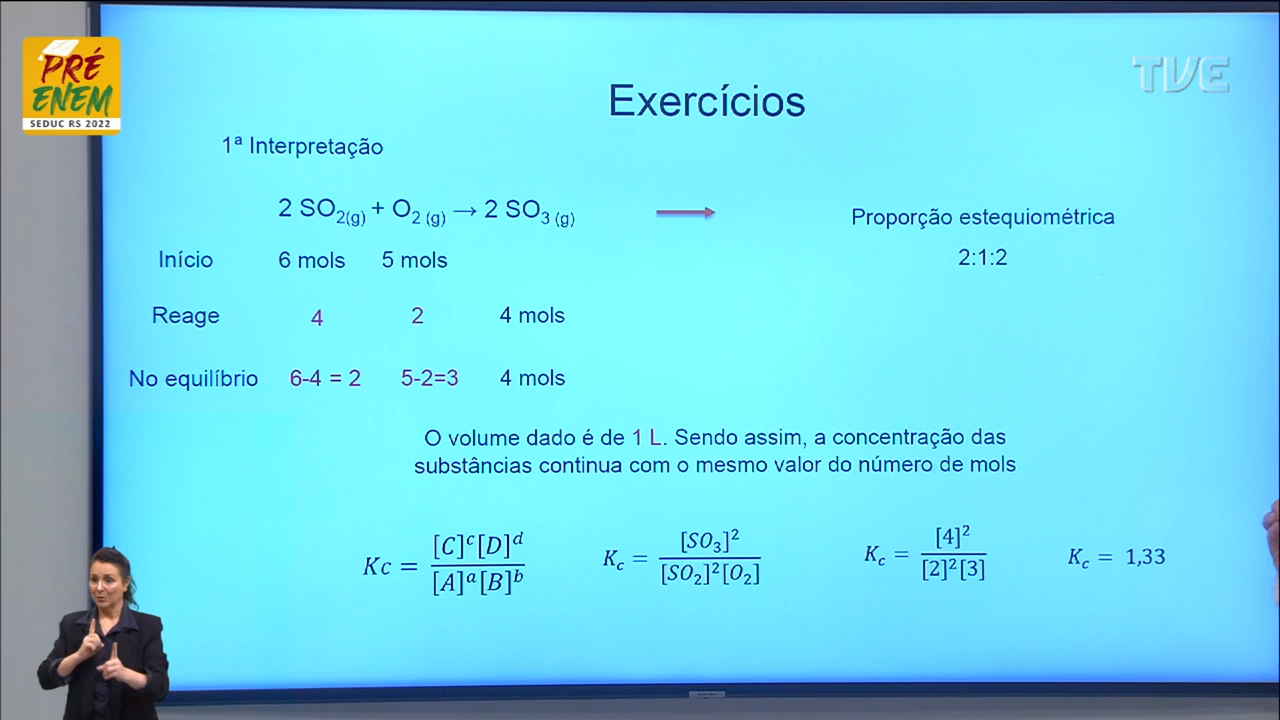 PRÉ
ENEM
SEDUC RS 2022
TVE
Exercícios
1ª Interpretação
2 SO2(g) + O2 (g) → 2 SO3 (g)
Proporção estequiométrica
2:1:2
Início 6 mols 5 mols
Reage 4 2 4 mols
No equilíbrio 6-4 = 2 5-2=3 4 mols
O volume dado é de 1 L. Sendo assim, a concentração das
substâncias continua com o mesmo valor do número de mols
Kc = [C]^c[D]^d / [A]^a[B]^b
K_c = [SO3]^2 / [SO2]^2[O2]
K_c = [4]^2 / [2]^2[3]
K_c = 1,33